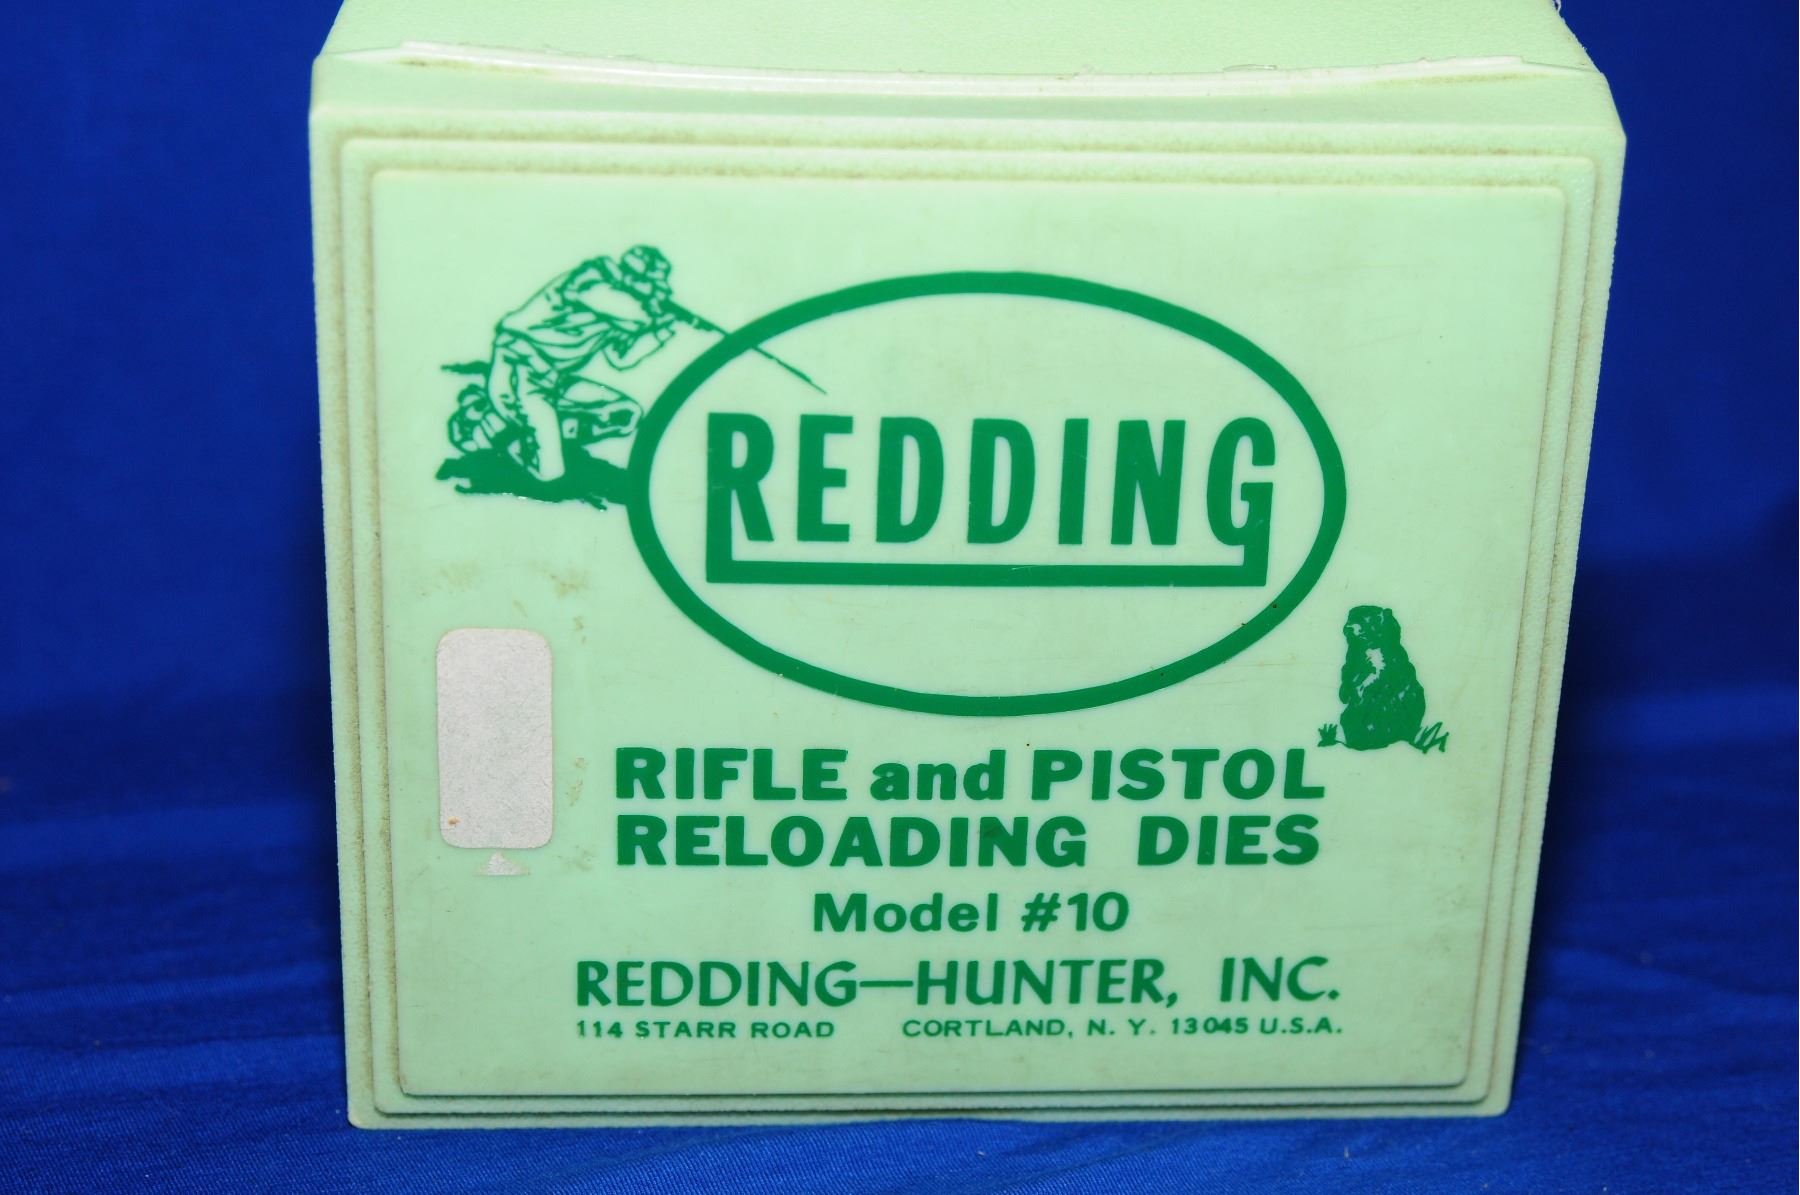 REDDING
RIFLE and PISTOL
RELOADING DIES
Model #10
REDDING—HUNTER, INC.
114 STARR ROAD CORTLAND, N. Y. 13045 U.S.A.